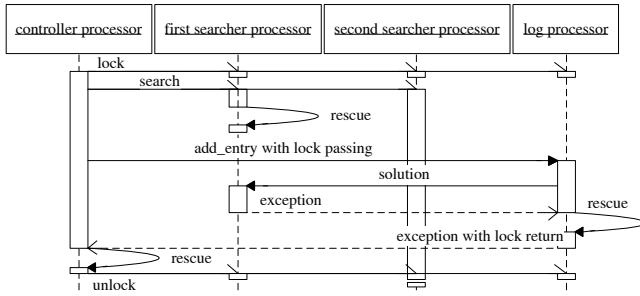 controller processor first searcher processor second searcher processor log processor
lock
search
rescue
add_entry with lock passing
solution
exception
rescue
exception with lock return
rescue
unlock